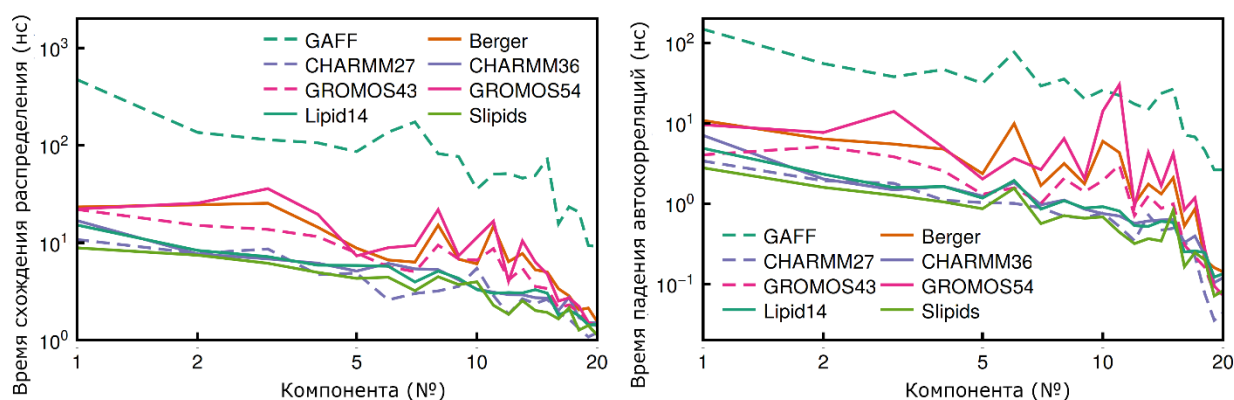 Время схождения распределения (нс)
10³
10²
10¹
10⁰
GAFF
CHARMM27
GROMOS43
Lipid14
Berger
CHARMM36
GROMOS54
Slipids
1 2 5 10 20
Компонента (№)
Время падения автокорреляций (нс)
10²
10¹
10⁰
10⁻¹
GAFF
CHARMM27
GROMOS43
Lipid14
Berger
CHARMM36
GROMOS54
Slipids
1 2 5 10 20
Компонента (№)